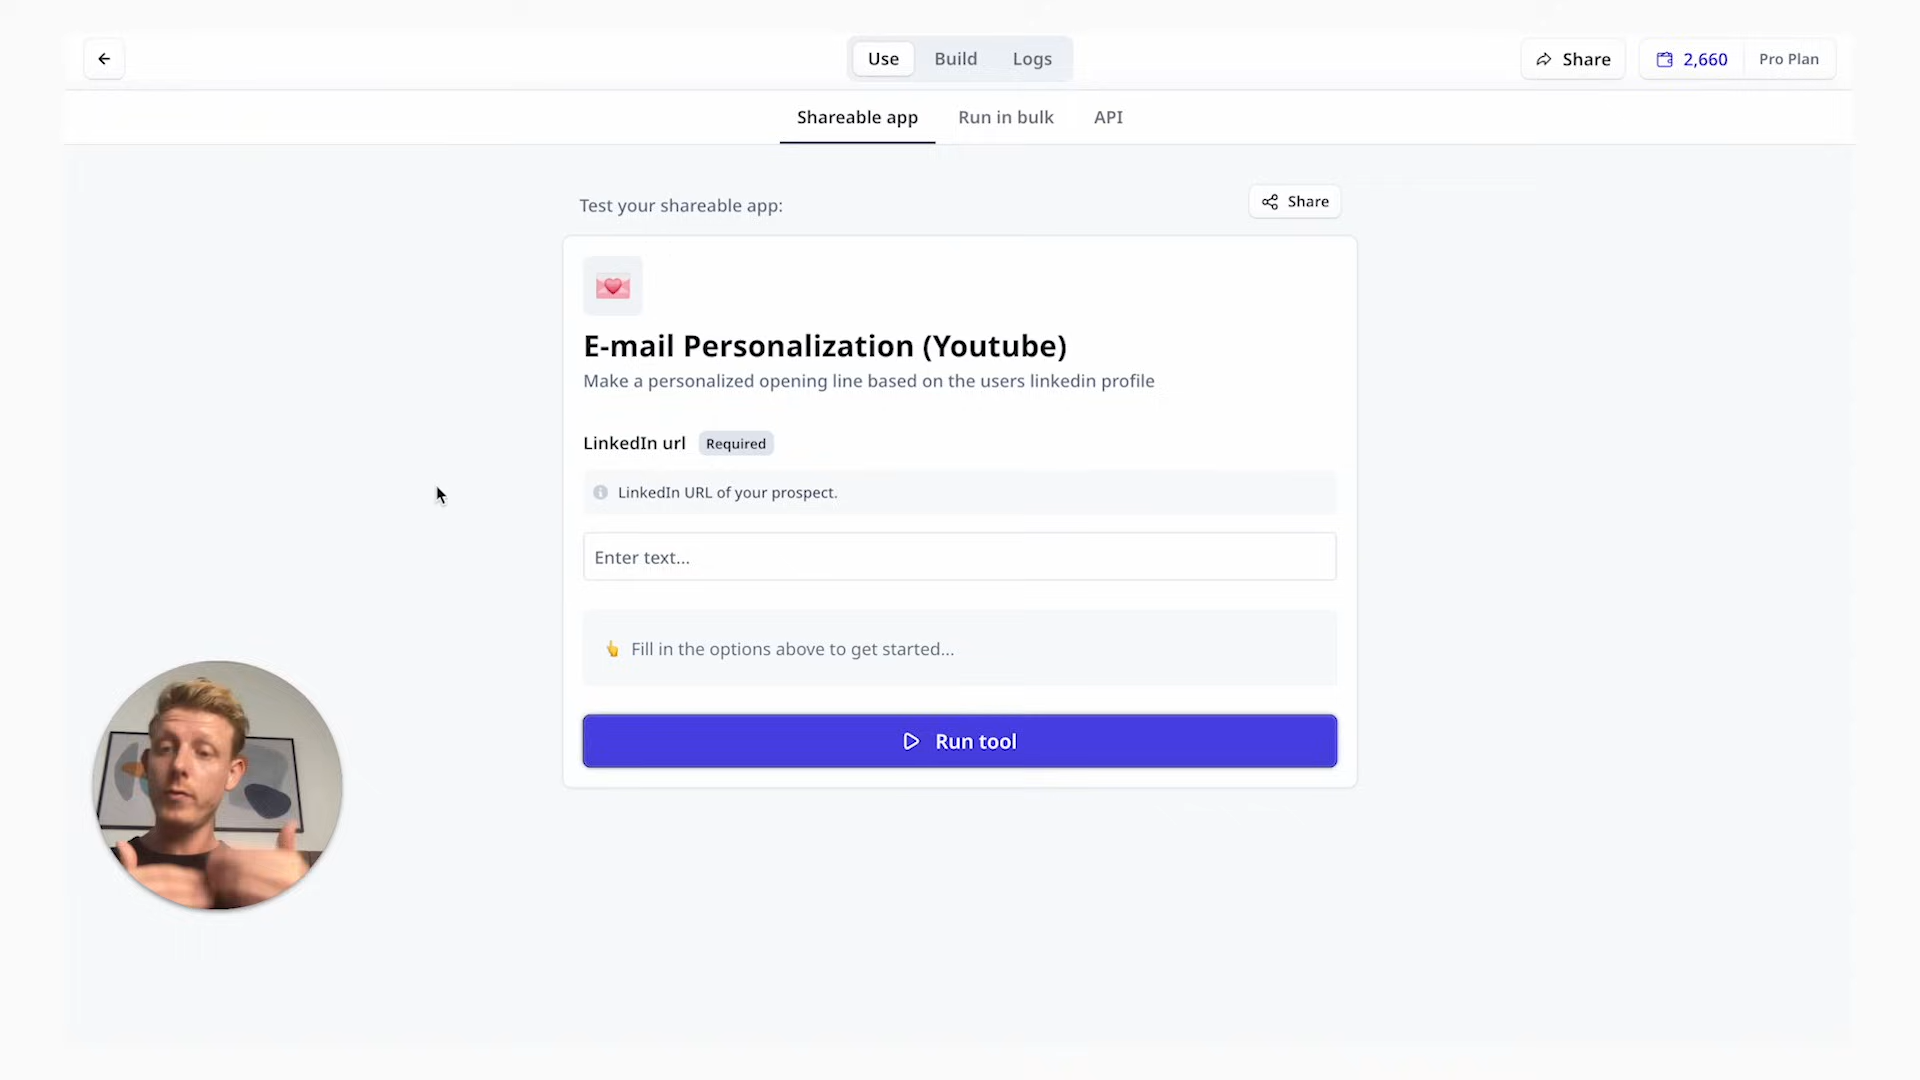 Use Build Logs
Share
2,660 Pro Plan
Shareable app Run in bulk API
Test your shareable app:
Share
E-mail Personalization (Youtube)
Make a personalized opening line based on the users linkedin profile
LinkedIn url Required
LinkedIn URL of your prospect.
Enter text...
Fill in the options above to get started...
Run tool